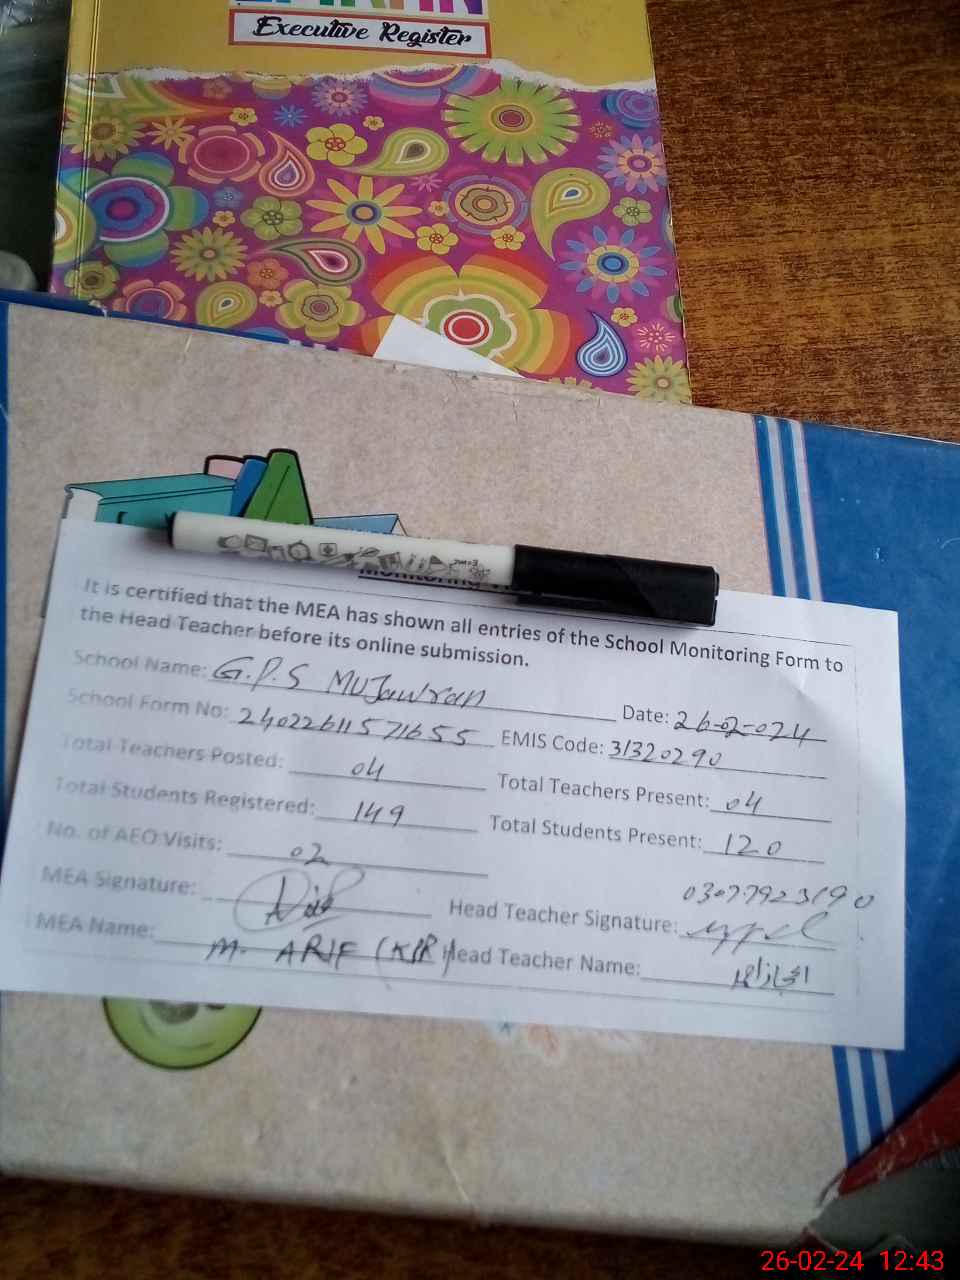 Executive Register
It is certified that the MEA has shown all entries of the School Monitoring Form to
the Head Teacher before its online submission.
School Name: G.P.S MUJawran Date: 26-02-024
School Form No: 24022611571655 EMIS Code: 31320290
Total Teachers Posted: 04 Total Teachers Present: 04
Total Students Registered: 149 Total Students Present: 120
No. of AEO Visits: 02
03077923190
MEA Signature: Head Teacher Signature:
MEA Name: M. ARIF (KPR) Head Teacher Name: اعجاز احمد
26-02-24 12:43